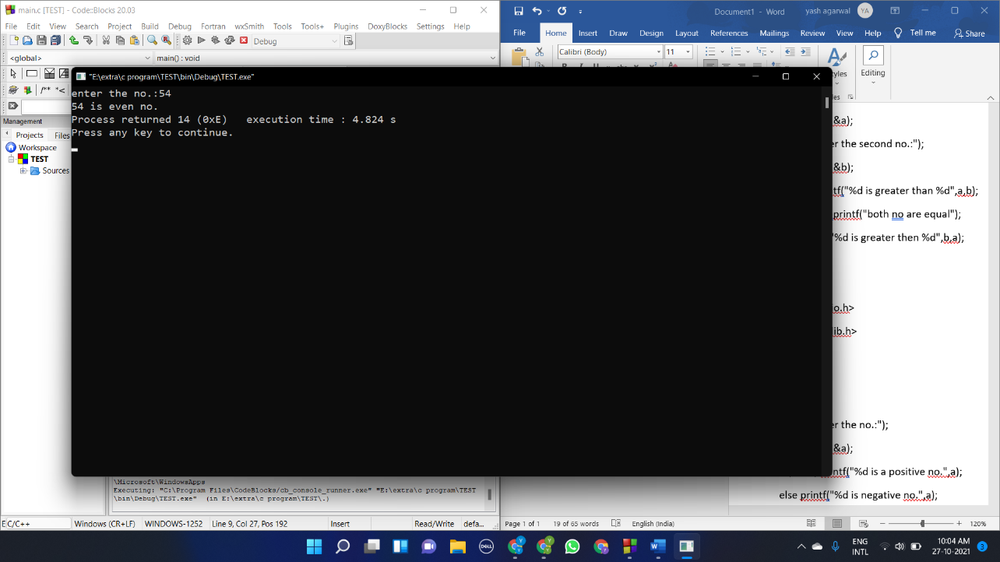 main.c [TEST] - Code::Blocks 20.03
File Edit View Search Project Build Debug Fortran wxSmith Tools Tools+ Plugins DoxyBlocks Settings Help
Debug
<global> main() : void
/** *<
Management
Projects Files
Workspace
TEST
Sources
Document1 - Word yash agarwal YA
File Home Insert Draw Design Layout References Mailings Review View Help Tell me Share
Calibri (Body) 11
Editing
"E:\extra\c program\TEST\bin\Debug\TEST.exe"
enter the no.:54
54 is even no.
Process returned 14 (0xE)   execution time : 4.824 s
Press any key to continue.
&a);
er the second no.:");
&b);
tf("%d is greater than %d",a,b);
printf("both no are equal");
"%d is greater then %d",b,a);
io.h>
ib.h>
er the no.:");
&a);
ntf("%d is a positive no.",a);
else printf("%d is negative no.",a);
\Microsoft\WindowsApps
Executing: "C:\Program Files\CodeBlocks/cb_console_runner.exe" "E:\extra\c program\TEST
\bin\Debug\TEST.exe"  (in E:\extra\c program\TEST\.)
C/C++ Windows (CR+LF) WINDOWS-1252 Line 9, Col 27, Pos 192 Insert Read/Write defa...
Page 1 of 1 19 of 65 words English (India) 120%
DELL
ENG
INTL
10:04 AM
27-10-2021
3